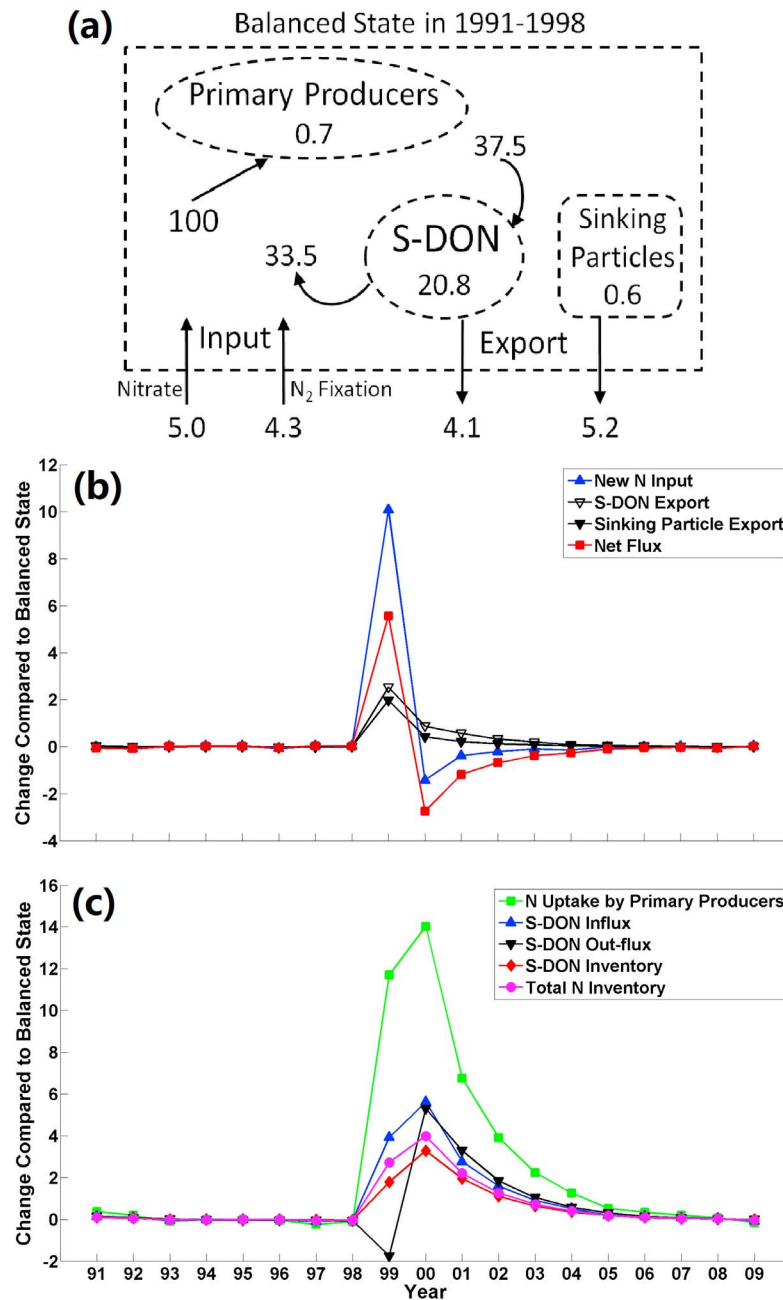 (a)
Balanced State in 1991-1998
Primary Producers
0.7
37.5
100
33.5
S-DON
20.8
Sinking
Particles
0.6
Input
Export
Nitrate
N₂ Fixation
5.0
4.3
4.1
5.2
(b)
12
10
8
6
4
2
0
-2
-4
Change Compared to Balanced State
New N Input
S-DON Export
Sinking Particle Export
Net Flux
(c)
16
14
12
10
8
6
4
2
0
-2
Change Compared to Balanced State
N Uptake by Primary Producers
S-DON Influx
S-DON Out-flux
S-DON Inventory
Total N Inventory
91 92 93 94 95 96 97 98 99 00 01 02 03 04 05 06 07 08 09
Year